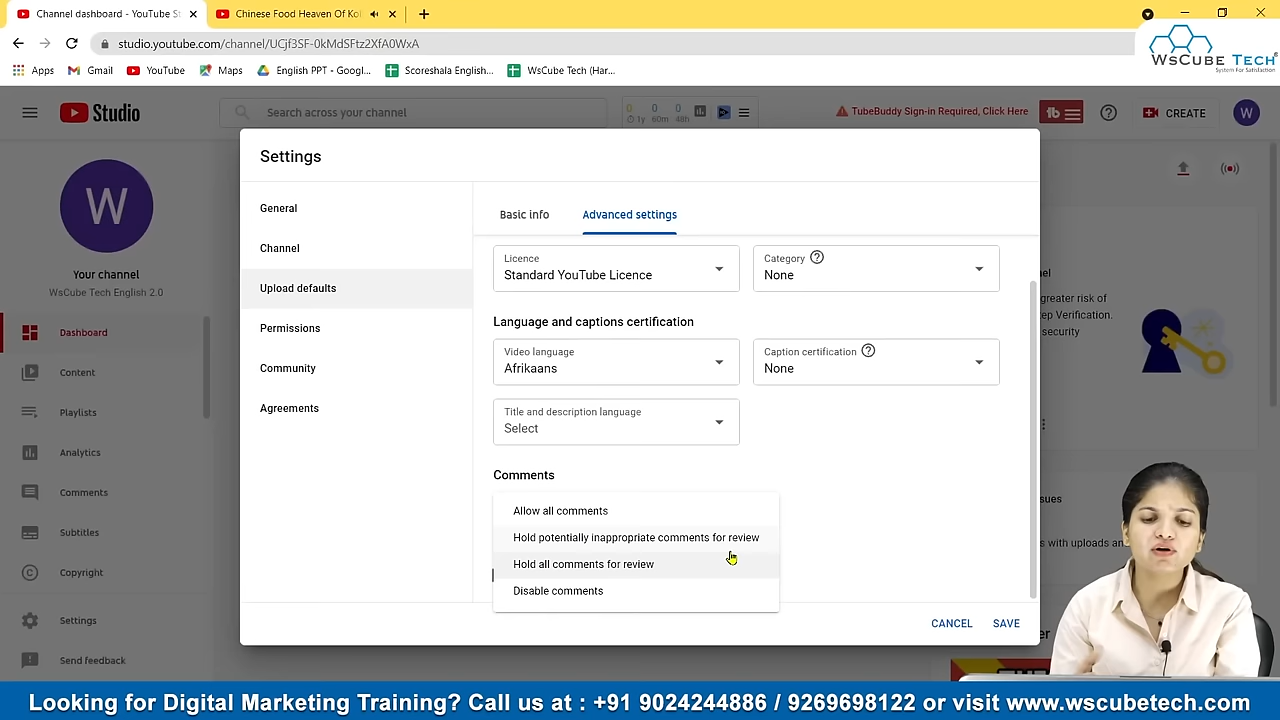 Channel dashboard - YouTube S
Chinese Food Heaven Of Kol
studio.youtube.com/channel/UCjf3SF-0kMdSFtz2XfA0WxA
Apps
Gmail
YouTube
Maps
English PPT - Googl...
Scoreshala English...
WsCube Tech (Har...
WsCube Tech
System For Satisfaction
Studio
Search across your channel
0 0 0
1y 60m 48h
TubeBuddy Sign-in Required, Click Here
tb
CREATE
W
W
Your channel
WsCube Tech English 2.0
Dashboard
Content
Playlists
Analytics
Comments
Subtitles
Copyright
Settings
Send feedback
Settings
General
Channel
Upload defaults
Permissions
Community
Agreements
Basic info
Advanced settings
Licence
Standard YouTube Licence
Category
None
Language and captions certification
Video language
Afrikaans
Caption certification
None
Title and description language
Select
Comments
Allow all comments
Hold potentially inappropriate comments for review
Hold all comments for review
Disable comments
CANCEL
SAVE
nel
greater risk of
tep Verification.
security
sues
s with uploads an
er
Looking for Digital Marketing Training? Call us at : +91 9024244886 / 9269698122 or visit www.wscubetech.com